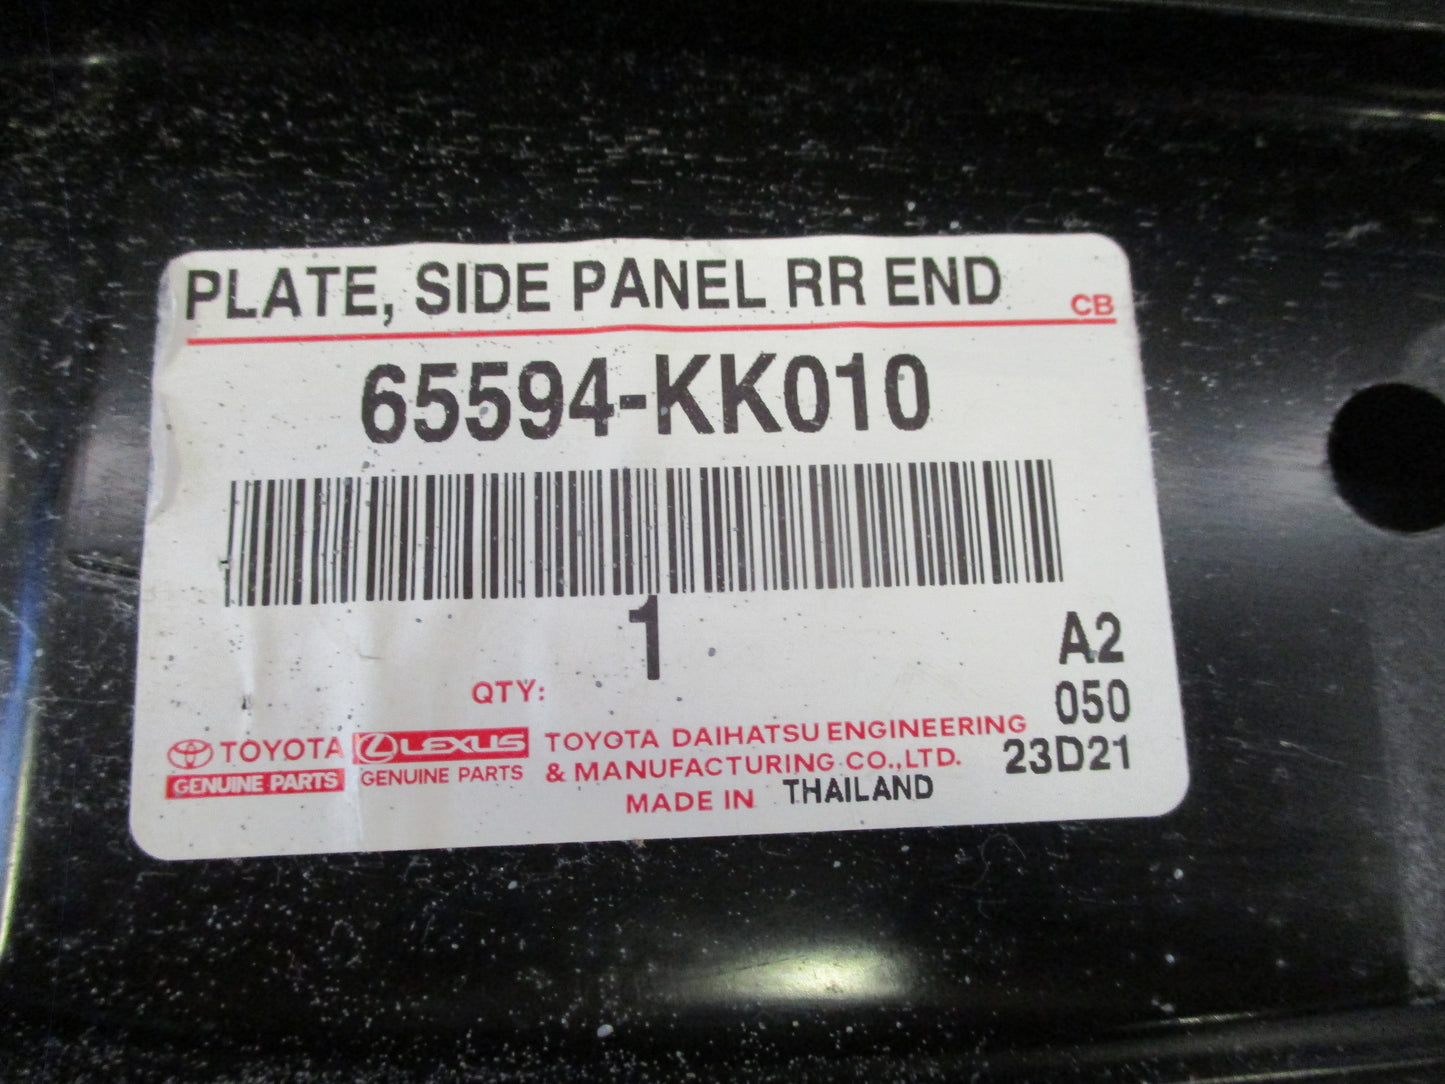 PLATE, SIDE PANEL RR END
CB
65594-KK010
1
QTY:
A2
050
23D21
TOYOTA
GENUINE PARTS
LEXUS
GENUINE PARTS
TOYOTA DAIHATSU ENGINEERING
& MANUFACTURING CO.,LTD.
MADE IN THAILAND